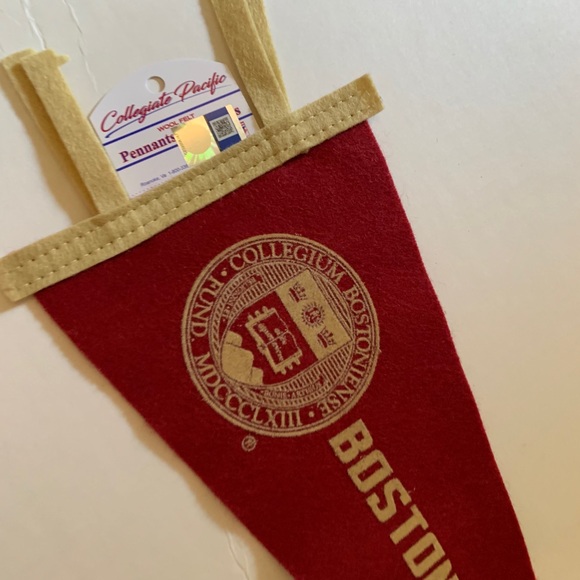 Collegiate Pacific
WOOL FELT
Pennants
COLLEGIUM BOSTONIENSE • FUND. MDCCCLXIII •
®
BOSTON